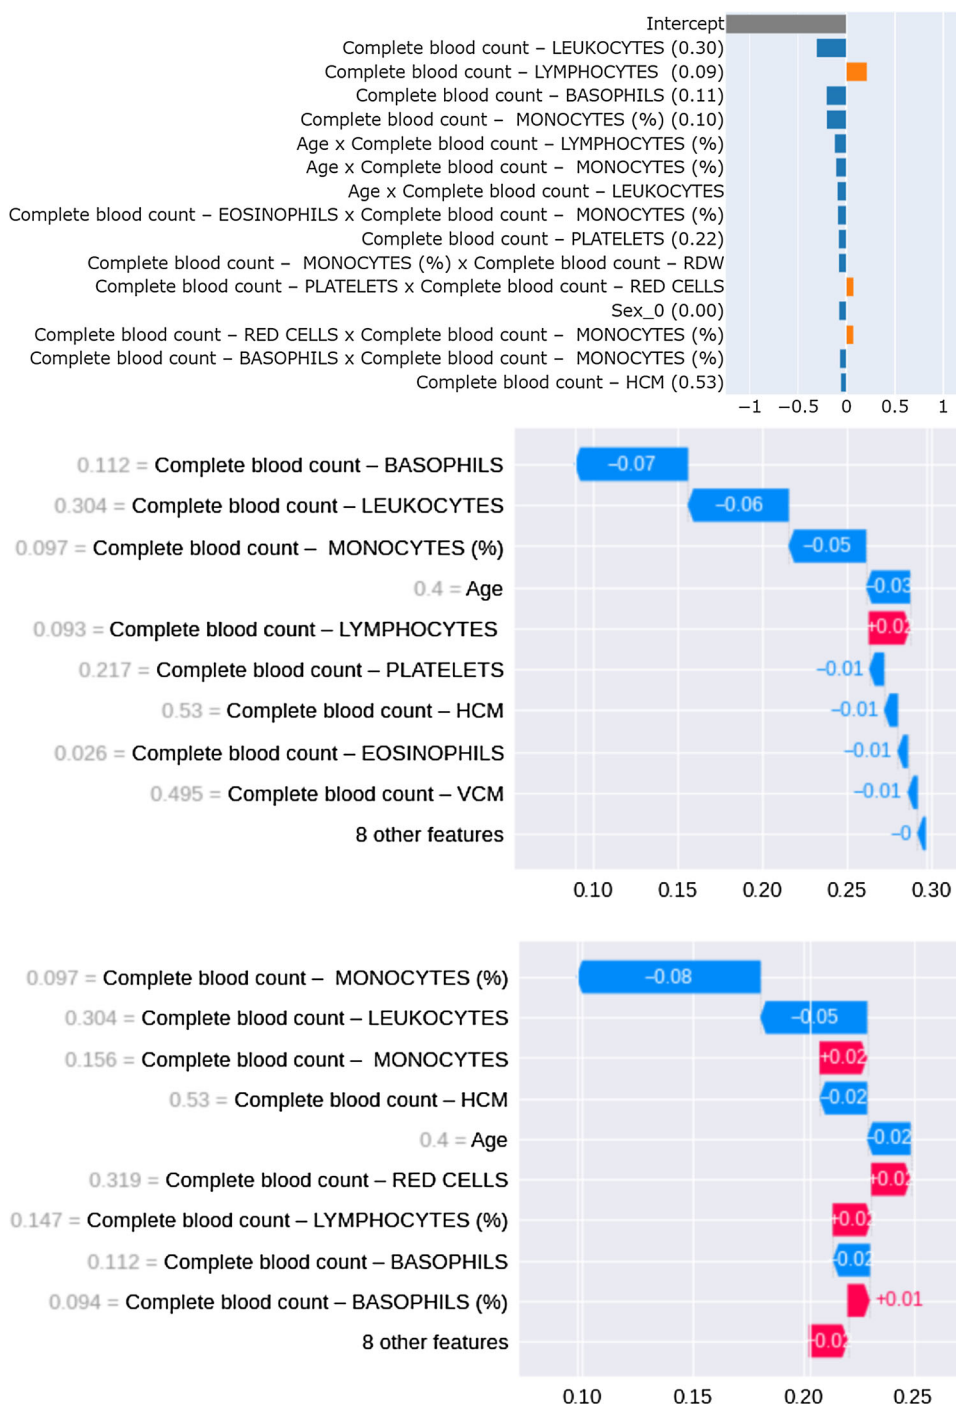 Intercept
Complete blood count – LEUKOCYTES (0.30)
Complete blood count – LYMPHOCYTES (0.09)
Complete blood count – BASOPHILS (0.11)
Complete blood count – MONOCYTES (%) (0.10)
Age x Complete blood count – LYMPHOCYTES (%)
Age x Complete blood count – MONOCYTES (%)
Age x Complete blood count – LEUKOCYTES
Complete blood count – EOSINOPHILS x Complete blood count – MONOCYTES (%)
Complete blood count – PLATELETS (0.22)
Complete blood count – MONOCYTES (%) x Complete blood count – RDW
Complete blood count – PLATELETS x Complete blood count – RED CELLS
Sex_0 (0.00)
Complete blood count – RED CELLS x Complete blood count – MONOCYTES (%)
Complete blood count – BASOPHILS x Complete blood count – MONOCYTES (%)
Complete blood count – HCM (0.53)
−1 −0.5 0 0.5 1
0.112 = Complete blood count – BASOPHILS −0.07
0.304 = Complete blood count – LEUKOCYTES −0.06
0.097 = Complete blood count – MONOCYTES (%) −0.05
0.4 = Age −0.03
0.093 = Complete blood count – LYMPHOCYTES +0.02
0.217 = Complete blood count – PLATELETS −0.01
0.53 = Complete blood count – HCM −0.01
0.026 = Complete blood count – EOSINOPHILS −0.01
0.495 = Complete blood count – VCM −0.01
8 other features −0
0.10 0.15 0.20 0.25 0.30
0.097 = Complete blood count – MONOCYTES (%) −0.08
0.304 = Complete blood count – LEUKOCYTES −0.05
0.156 = Complete blood count – MONOCYTES +0.02
0.53 = Complete blood count – HCM −0.02
0.4 = Age −0.02
0.319 = Complete blood count – RED CELLS +0.02
0.147 = Complete blood count – LYMPHOCYTES (%) +0.02
0.112 = Complete blood count – BASOPHILS −0.02
0.094 = Complete blood count – BASOPHILS (%) +0.01
8 other features +0.02
0.10 0.15 0.20 0.25